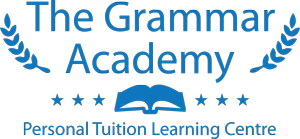 The Grammar
Academy
Personal Tuition Learning Centre